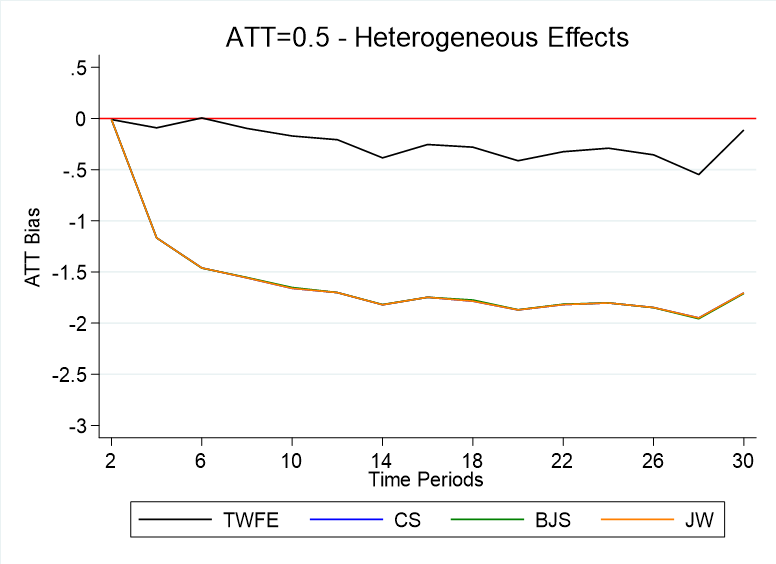 ATT=0.5 - Heterogeneous Effects
.5
0
-.5
-1
-1.5
-2
-2.5
-3
ATT Bias
2 6 10 14 18 22 26 30
Time Periods
TWFE CS BJS JW